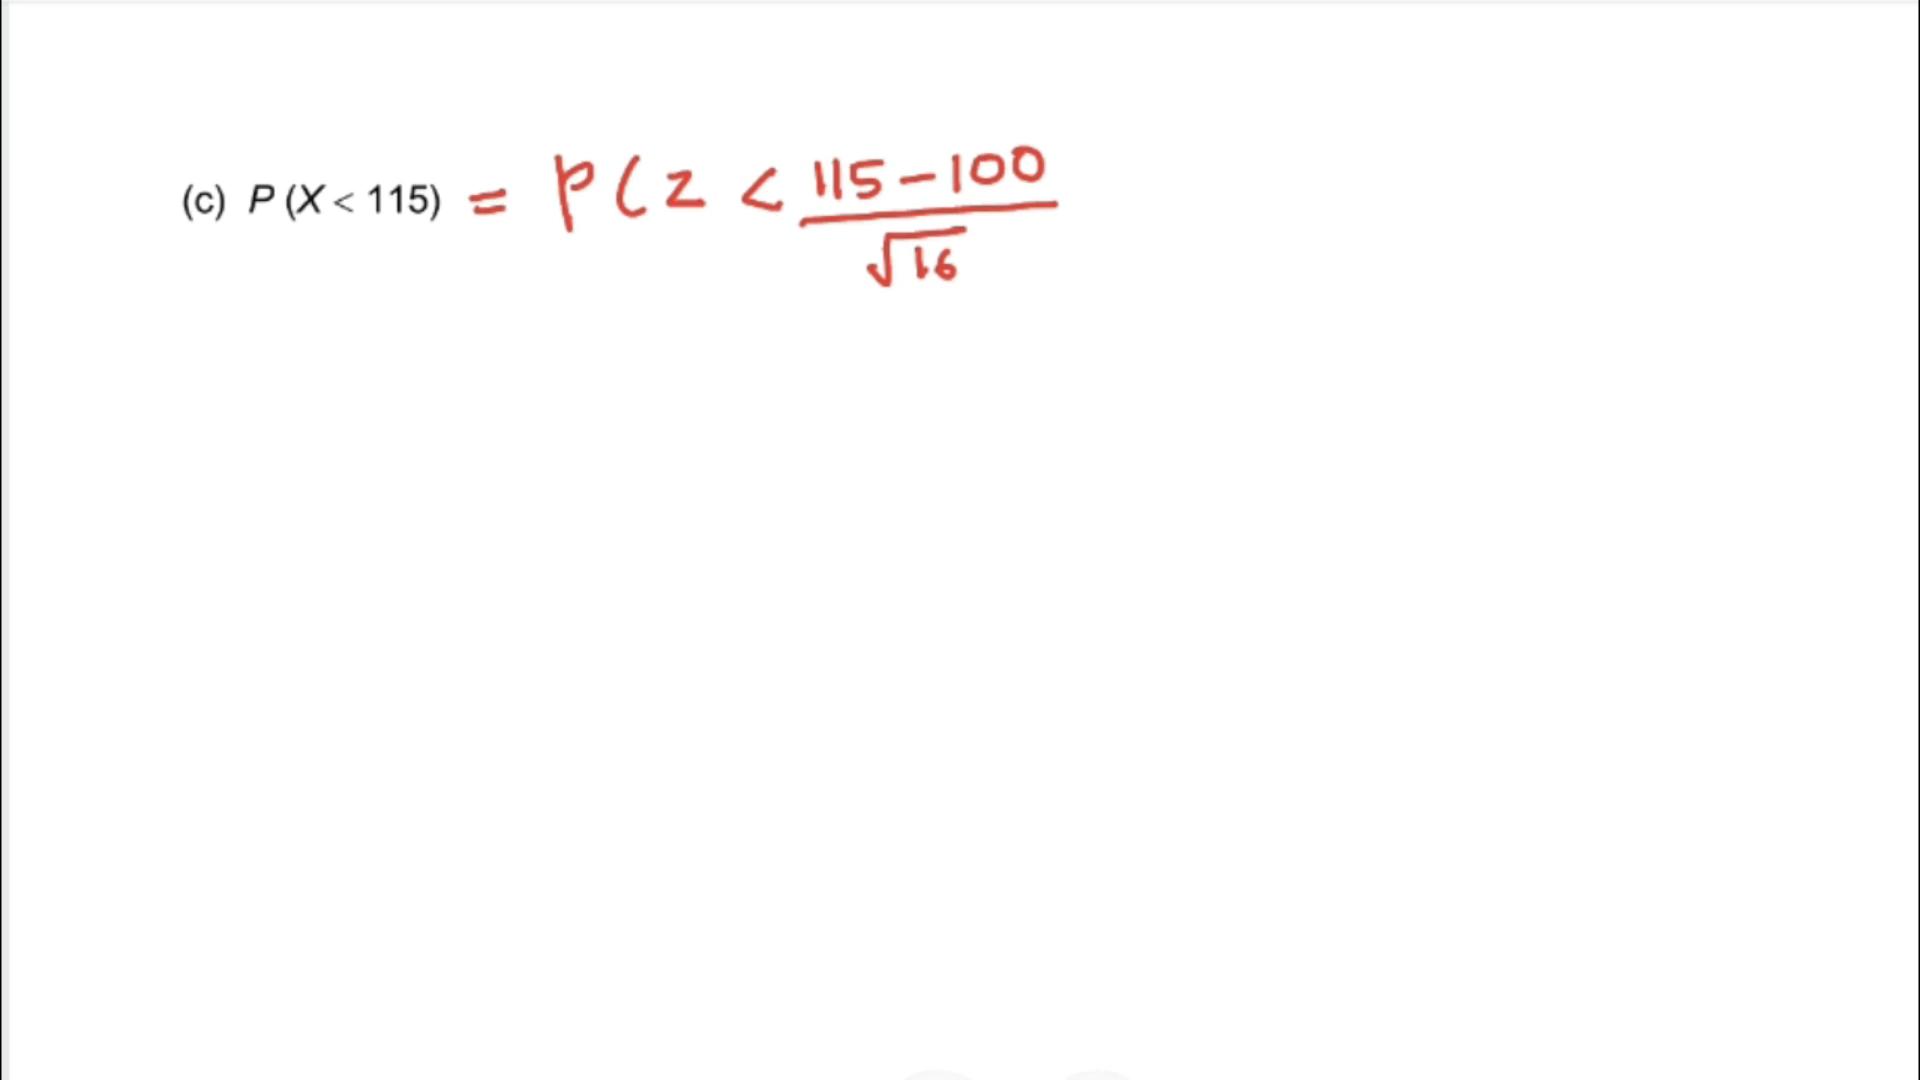 (c) P (X < 115) = P(Z < 115-100
√16